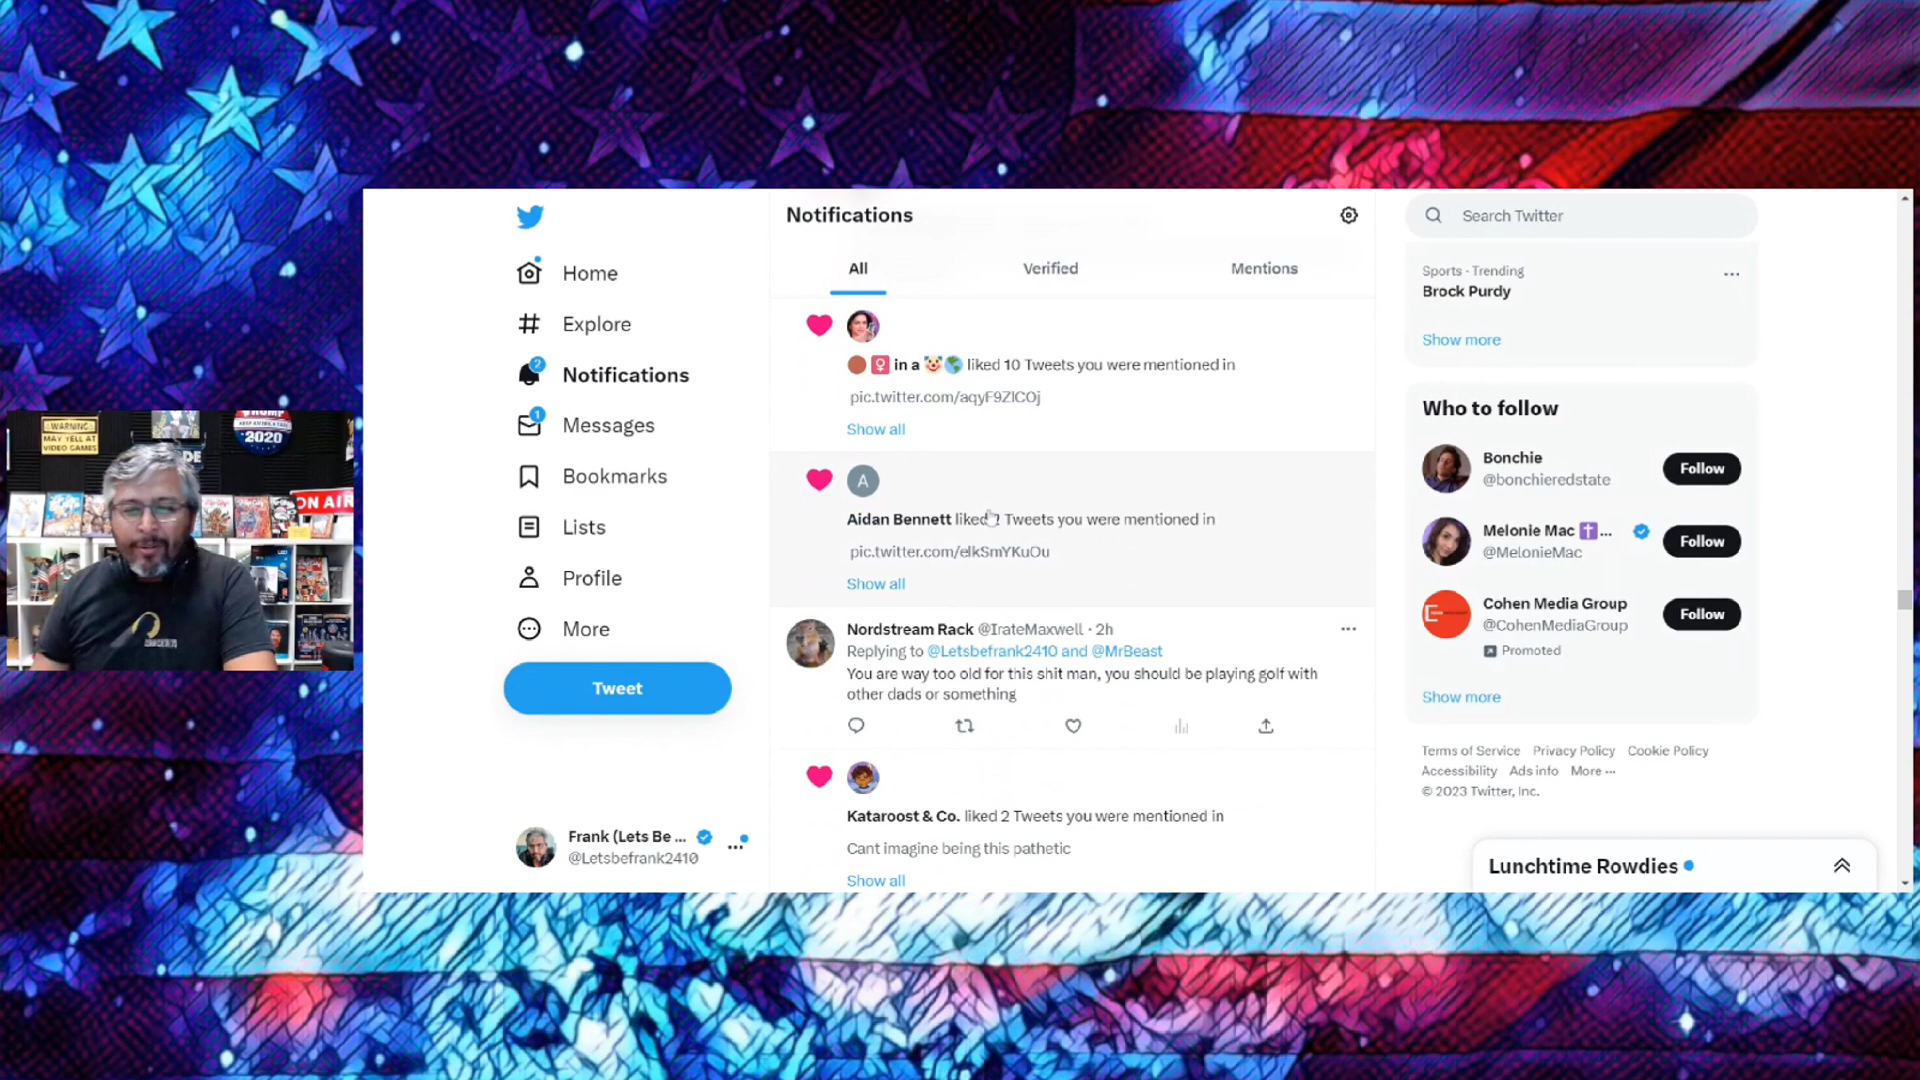 Notifications
Search Twitter
Home
Explore
2
Notifications
1
Messages
Bookmarks
Lists
Profile
More
Tweet
Frank (Lets Be ...
@Letsbefrank2410
All
Verified
Mentions
in a liked 10 Tweets you were mentioned in
Show all
A
Aidan Bennett liked Tweets you were mentioned in
pic.twitter.com/elkSmYKuOu
Show all
Nordstream Rack @IrateMaxwell · 2h
Replying to @Letsbefrank2410 and @MrBeast
You are way too old for this shit man, you should be playing golf with
other dads or something
Kataroost & Co. liked 2 Tweets you were mentioned in
Cant imagine being this pathetic
Show all
Sports · Trending
Brock Purdy
Show more
Who to follow
Bonchie
@bonchieredstate
Follow
Melonie Mac ...
@MelonieMac
Follow
Cohen Media Group
@CohenMediaGroup
Promoted
Follow
Show more
Terms of Service Privacy Policy Cookie Policy
Accessibility Ads info More ...
© 2023 Twitter, Inc.
Lunchtime Rowdies
WARNING
MAY YELL AT
VIDEO GAMES
TRUMP
2020
ON AIR